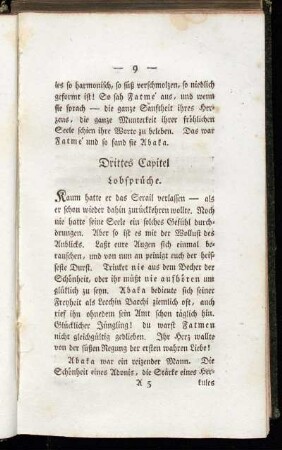 — 9 —
les so harmonisch, so süß verschmolzen, so niedlich
geformt ist! So sah Fatme' aus, und wenn
sie sprach — die ganze Sanftheit ihres Her-
zens, die ganze Munterkeit ihrer fröhlichen
Seele schien ihre Worte zu beleben. Das war
Fatme' und so fand sie Abaka.
Drittes Capitel
Lobsprüche.
Kaum hatte er das Serail verlassen — als
er schon wieder dahin zurückkehren wollte. Noch
nie hatte seine Seele ein solches Gefühl durch-
drungen. Aber so ist es mit der Wollust des
Anblicks. Laßt eure Augen sich einmal be-
rauschen, und von nun an peinigt euch der heis-
seste Durst. Trinket nie aus dem Becher der
Schönheit, oder ihr müßt nie aufhören um
glücklich zu seyn. Abaka bedeute sich seiner
Freyheit als Leechin Bacchi ziemlich oft, auch
rief ihn ohnedem sein Amt schon täglich hin.
Glücklicher Jüngling! du warst Fatmen
nicht gleichgültig geblieben. Ihr Herz wallte
von der süßen Regung der ersten wahren Liebe!
Abaka war ein reizender Mann. Die
Schönheit eines Adonis, die Stärke eines Her-
A 5 kules